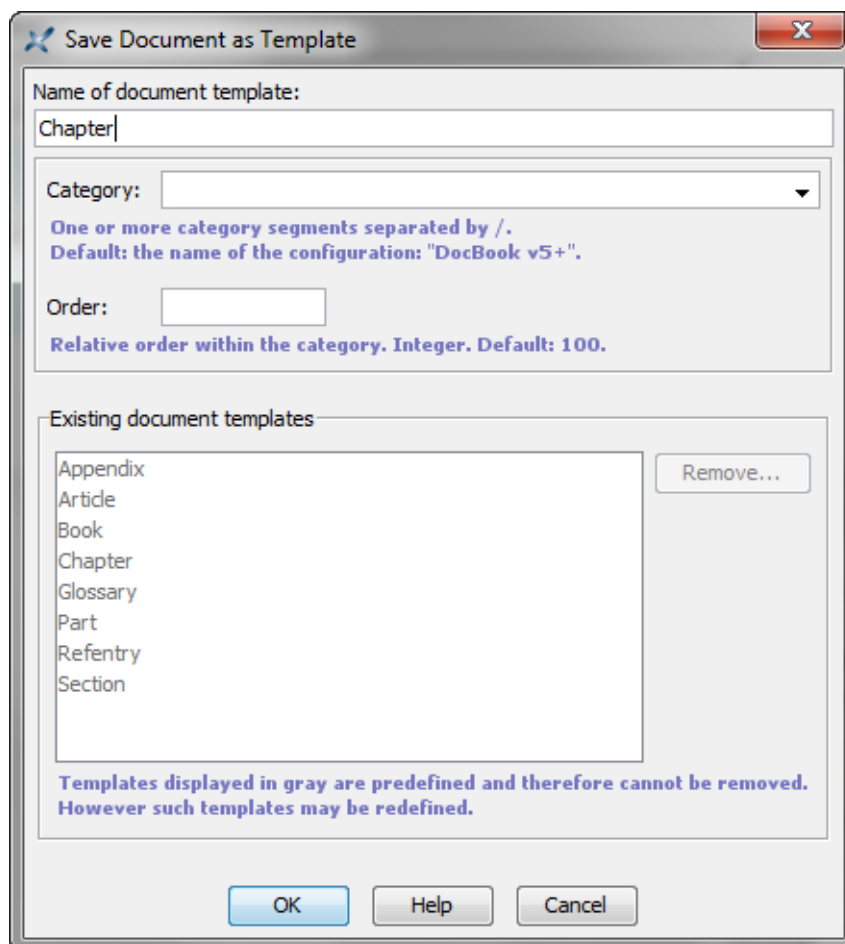 Save Document as Template
Name of document template:
Chapter
Category:
One or more category segments separated by /.
Default: the name of the configuration: "DocBook v5+".
Order:
Relative order within the category. Integer. Default: 100.
Existing document templates
Appendix
Remove...
Article
Book
Chapter
Glossary
Part
Refentry
Section
Templates displayed in gray are predefined and therefore cannot be removed.
However such templates may be redefined.
OK
Help
Cancel